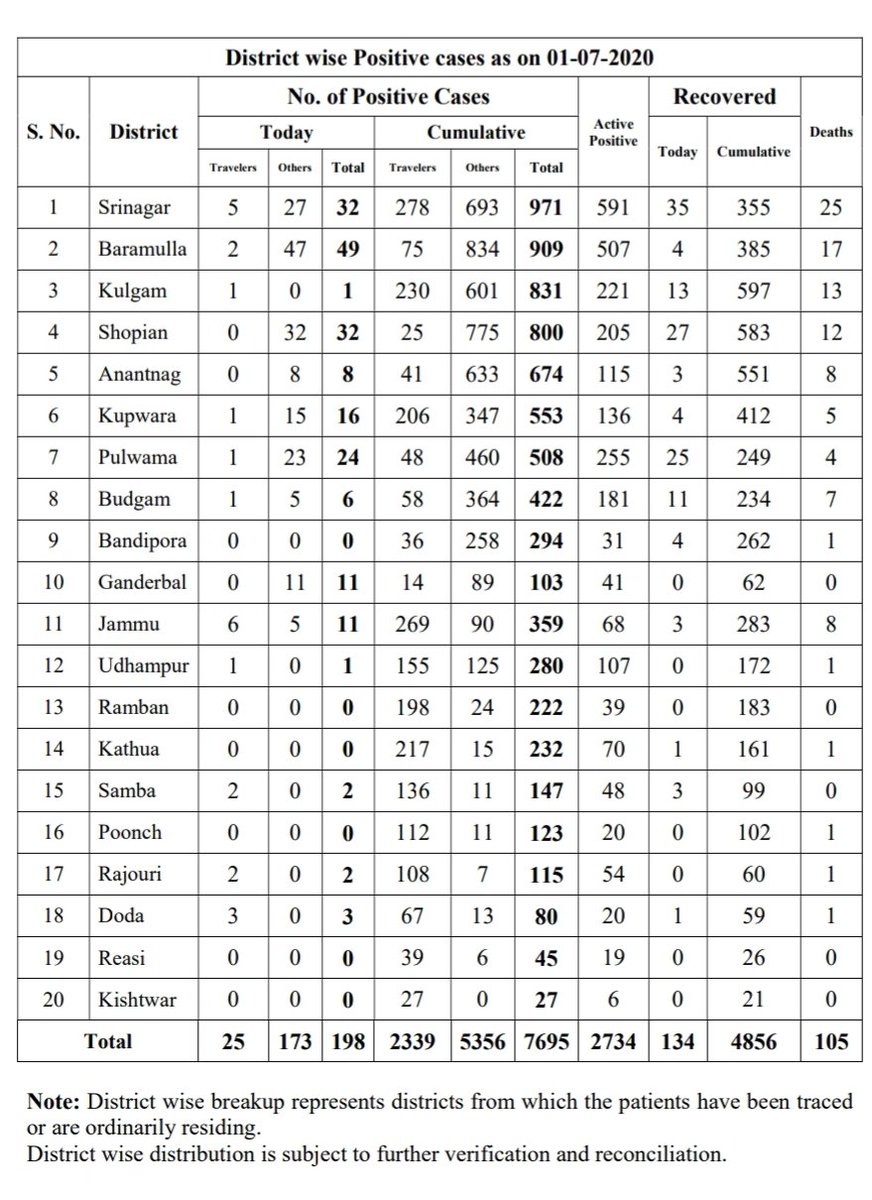 District wise Positive cases as on 01-07-2020
S. No. District No. of Positive Cases Active Positive Recovered Deaths
Today Cumulative Today Cumulative
Travelers Others Total Travelers Others Total
1 Srinagar 5 27 32 278 693 971 591 35 355 25
2 Baramulla 2 47 49 75 834 909 507 4 385 17
3 Kulgam 1 0 1 230 601 831 221 13 597 13
4 Shopian 0 32 32 25 775 800 205 27 583 12
5 Anantnag 0 8 8 41 633 674 115 3 551 8
6 Kupwara 1 15 16 206 347 553 136 4 412 5
7 Pulwama 1 23 24 48 460 508 255 25 249 4
8 Budgam 1 5 6 58 364 422 181 11 234 7
9 Bandipora 0 0 0 36 258 294 31 4 262 1
10 Ganderbal 0 11 11 14 89 103 41 0 62 0
11 Jammu 6 5 11 269 90 359 68 3 283 8
12 Udhampur 1 0 1 155 125 280 107 0 172 1
13 Ramban 0 0 0 198 24 222 39 0 183 0
14 Kathua 0 0 0 217 15 232 70 1 161 1
15 Samba 2 0 2 136 11 147 48 3 99 0
16 Poonch 0 0 0 112 11 123 20 0 102 1
17 Rajouri 2 0 2 108 7 115 54 0 60 1
18 Doda 3 0 3 67 13 80 20 1 59 1
19 Reasi 0 0 0 39 6 45 19 0 26 0
20 Kishtwar 0 0 0 27 0 27 6 0 21 0
Total 25 173 198 2339 5356 7695 2734 134 4856 105
Note: District wise breakup represents districts from which the patients have been traced
or are ordinarily residing.
District wise distribution is subject to further verification and reconciliation.